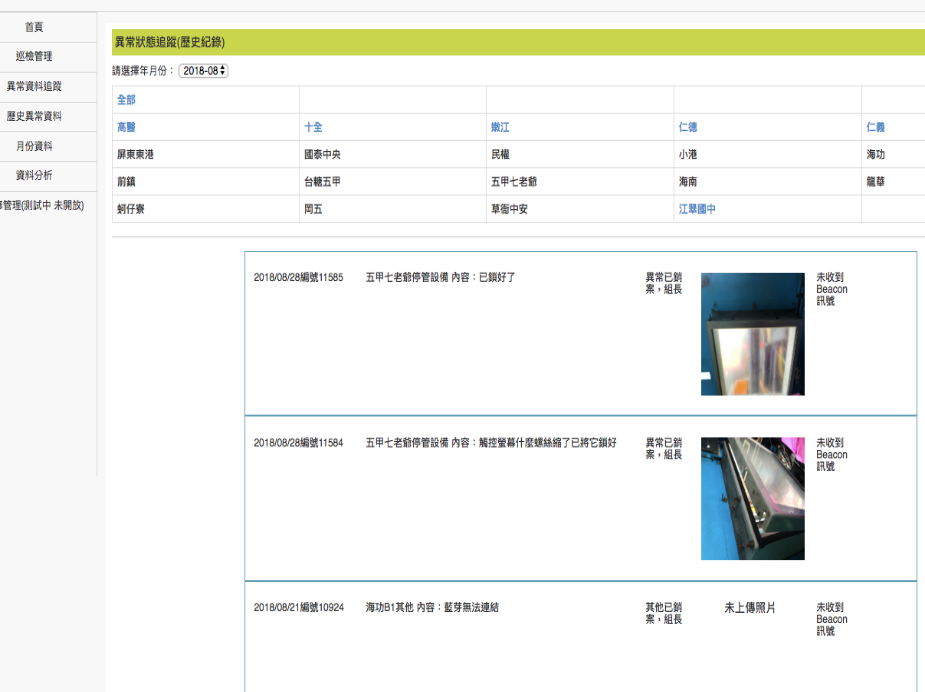 首頁
巡檢管理
異常資料追蹤
歷史異常資料
月份資料
資料分析
管理(測試中 未開放)
異常狀態追蹤(歷史紀錄)
請選擇年月份： 2018-08
全部
高醫 十全 嫩江 仁德 仁義
屏東東港 國泰中央 民權 小港 海功
前鎮 台糖五甲 五甲七老爺 海南 龍華
蚵仔寮 岡五 草衙中安 江翠國中
2018/08/28編號11585 五甲七老爺停管設備 內容：已鎖好了 異常已銷案，組長 未收到Beacon訊號
2018/08/28編號11584 五甲七老爺停管設備 內容：觸控螢幕什麼螺絲縮了已將它鎖好 異常已銷案，組長 未收到Beacon訊號
2018/08/21編號10924 海功B1其他 內容：藍芽無法連結 其他已銷案，組長 未上傳照片 未收到Beacon訊號